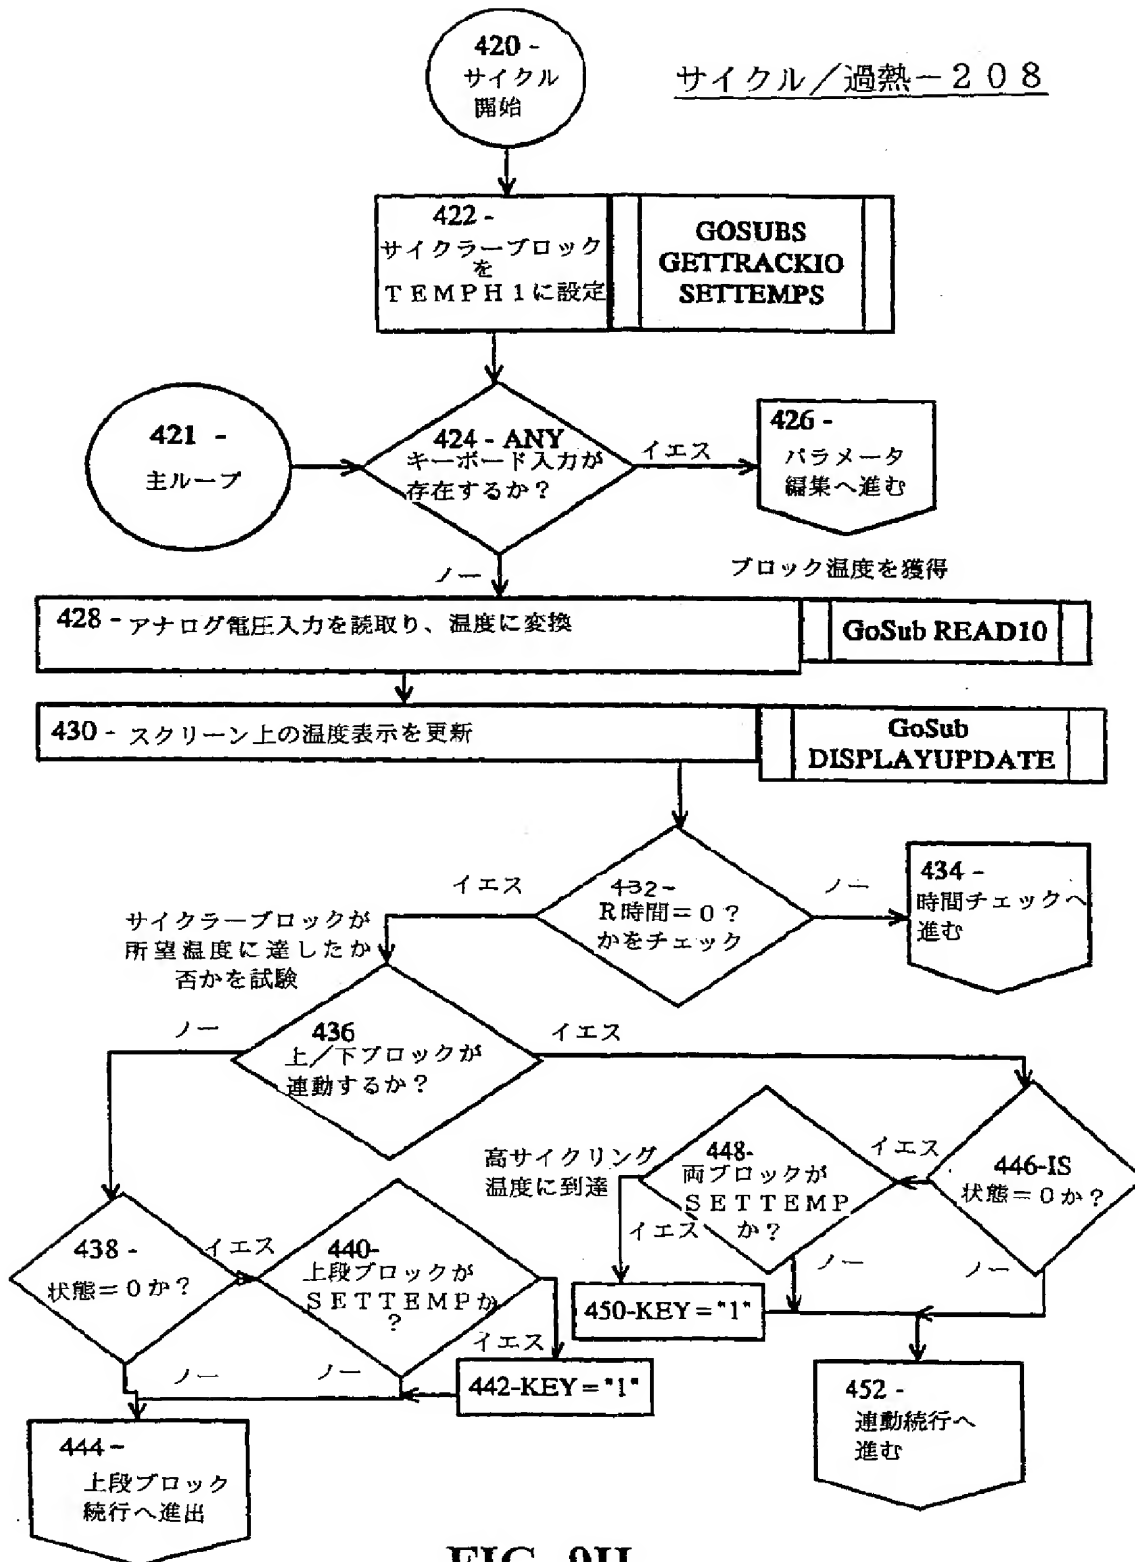 サイクル／過熱－２０８
420 -
サイクル
開始
422 -
サイクラーブロック
を
ＴＥＭＰＨ１に設定
GOSUBS
GETTRACKIO
SETTEMPS
421 -
主ループ
424 - ANY
キーボード入力が
存在するか？
イエス
426 -
パラメータ
編集へ進む
ノー
ブロック温度を獲得
428 - アナログ電圧入力を読取り、温度に変換
GoSub READ10
430 - スクリーン上の温度表示を更新
GoSub
DISPLAYUPDATE
432-
Ｒ時間＝０？
かをチェック
イエス
ノー
434 -
時間チェックへ
進む
サイクラーブロックが
所望温度に達したか
否かを試験
436
上／下ブロックが
連動するか？
ノー
イエス
446-IS
状態＝０か？
イエス
ノー
448-
両ブロックが
ＳＥＴＴＥＭＰ
か？
高サイクリング
温度に到達
イエス
ノー
450-KEY="1"
438 -
状態＝０か？
イエス
ノー
440-
上段ブロックが
ＳＥＴＴＥＭＰか
？
イエス
ノー
442-KEY="1"
444 -
上段ブロック
続行へ進出
452 -
連動続行へ
進む
FIG. 9H